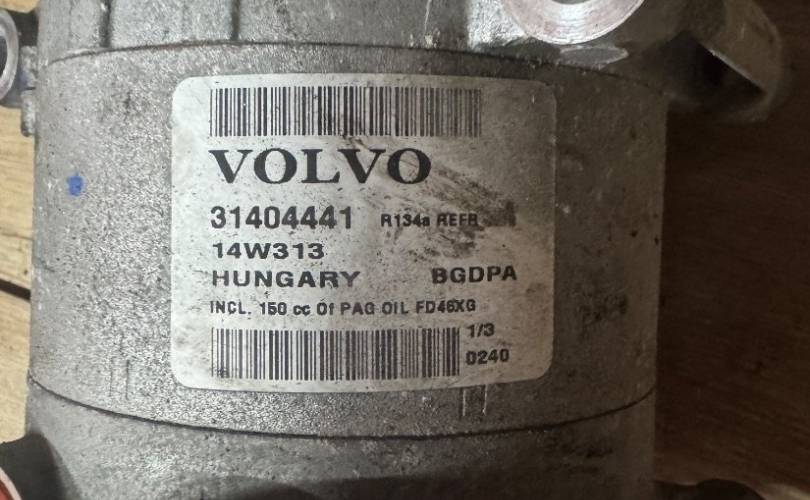 VOLVO
31404441 R134a REFR
14W313
HUNGARY BGDPA
INCL. 150 cc Of PAG OIL FD46XG
1/3
0240